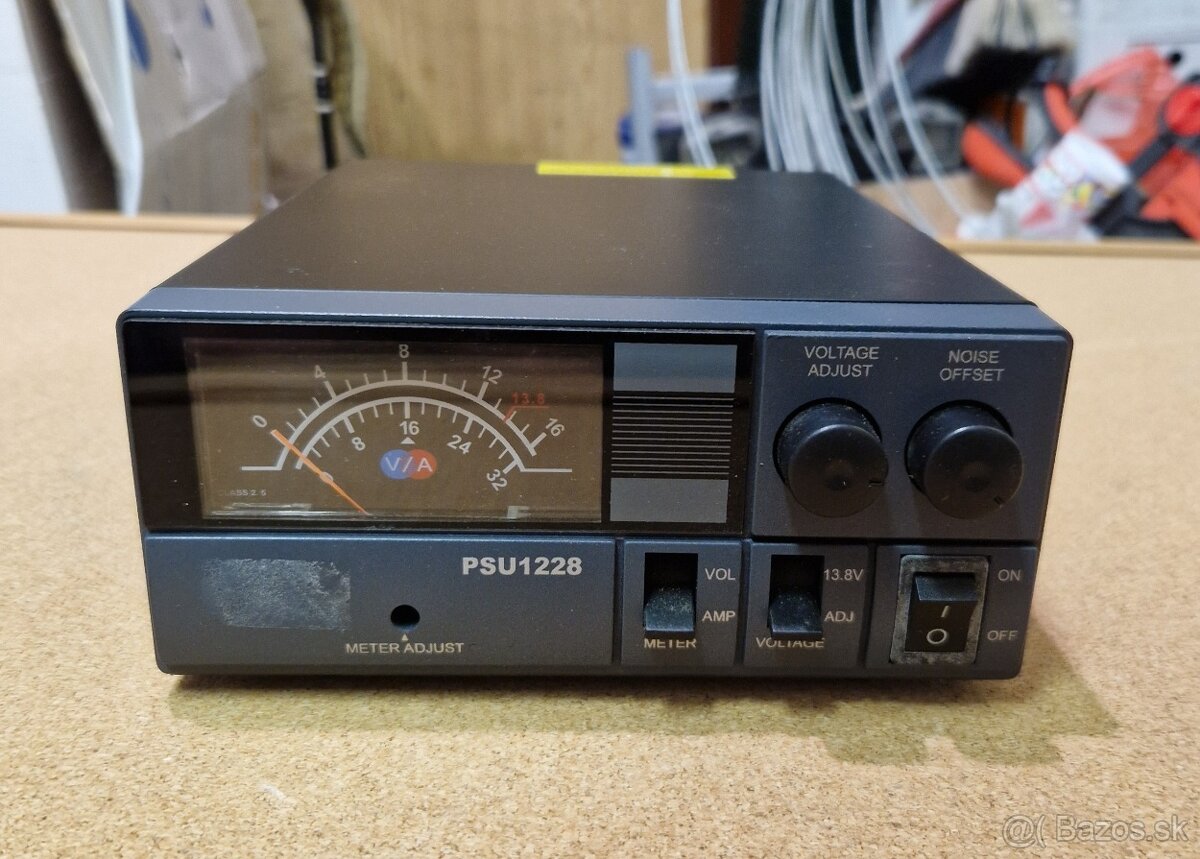 0 4 8 12 13.8 16
8 16 24 32
V/A
CLASS 2.5
VOLTAGE
ADJUST
NOISE
OFFSET
PSU1228
METER ADJUST
VOL
AMP
METER
13.8V
ADJ
VOLTAGE
ON
I
O
OFF
@( Bazos.sk